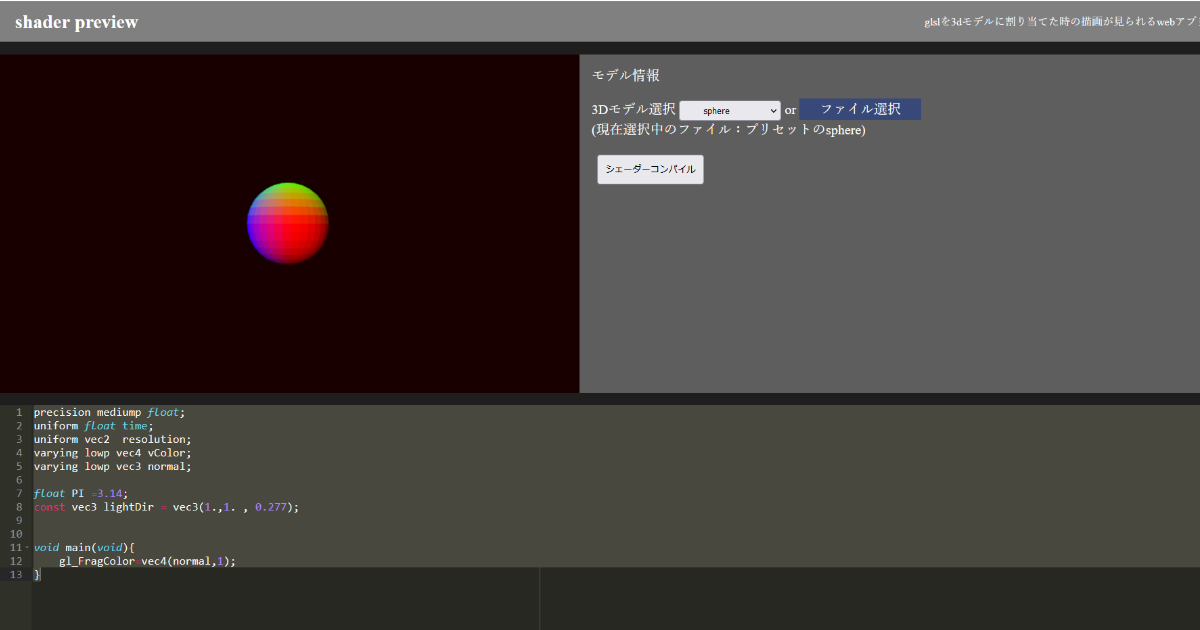 shader preview
glslを3dモデルに割り当てた時の描画が見られるwebアプ
モデル情報
3Dモデル選択 sphere or ファイル選択
(現在選択中のファイル：プリセットのsphere)
シェーダーコンパイル
1 precision mediump float;
2 uniform float time;
3 uniform vec2  resolution;
4 varying lowp vec4 vColor;
5 varying lowp vec3 normal;
6
7 float PI =3.14;
8 const vec3 lightDir = vec3(1.,1. , 0.277);
9
10
11 void main(void){
12     gl_FragColor=vec4(normal,1);
13 }